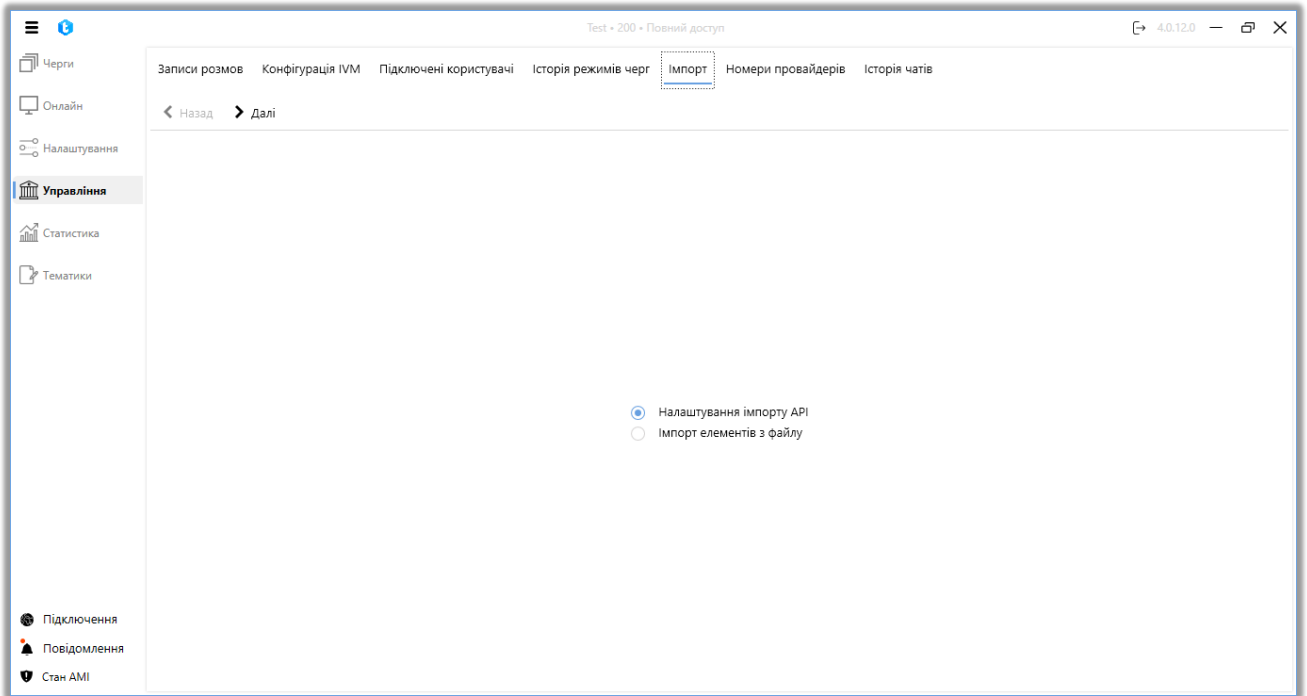 Test • 200 • Повний доступ
4.0.12.0
Черги
Онлайн
Налаштування
Управління
Статистика
Тематики
Записи розмов Конфігурація IVM Підключені користувачі Історія режимів черг Імпорт Номери провайдерів Історія чатів
Назад Далі
Налаштування імпорту API
Імпорт елементів з файлу
Підключення
Повідомлення
Стан AMI